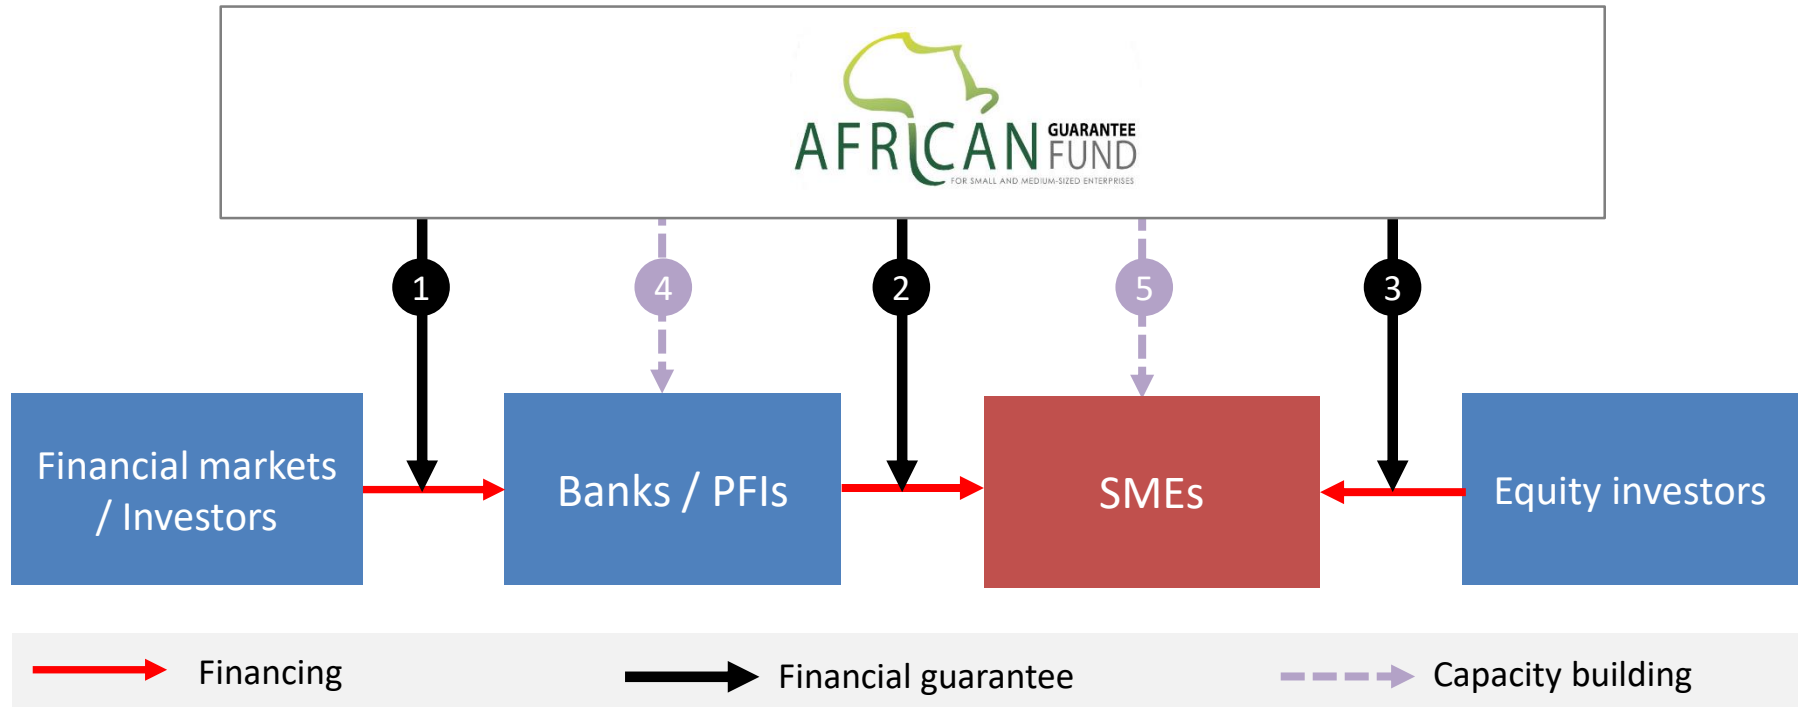 AFRICAN GUARANTEE FUND
FOR SMALL AND MEDIUM-SIZED ENTERPRISES
1
4
2
5
3
Financial markets
/ Investors
Banks / PFIs
SMEs
Equity investors
Financing
Financial guarantee
Capacity building